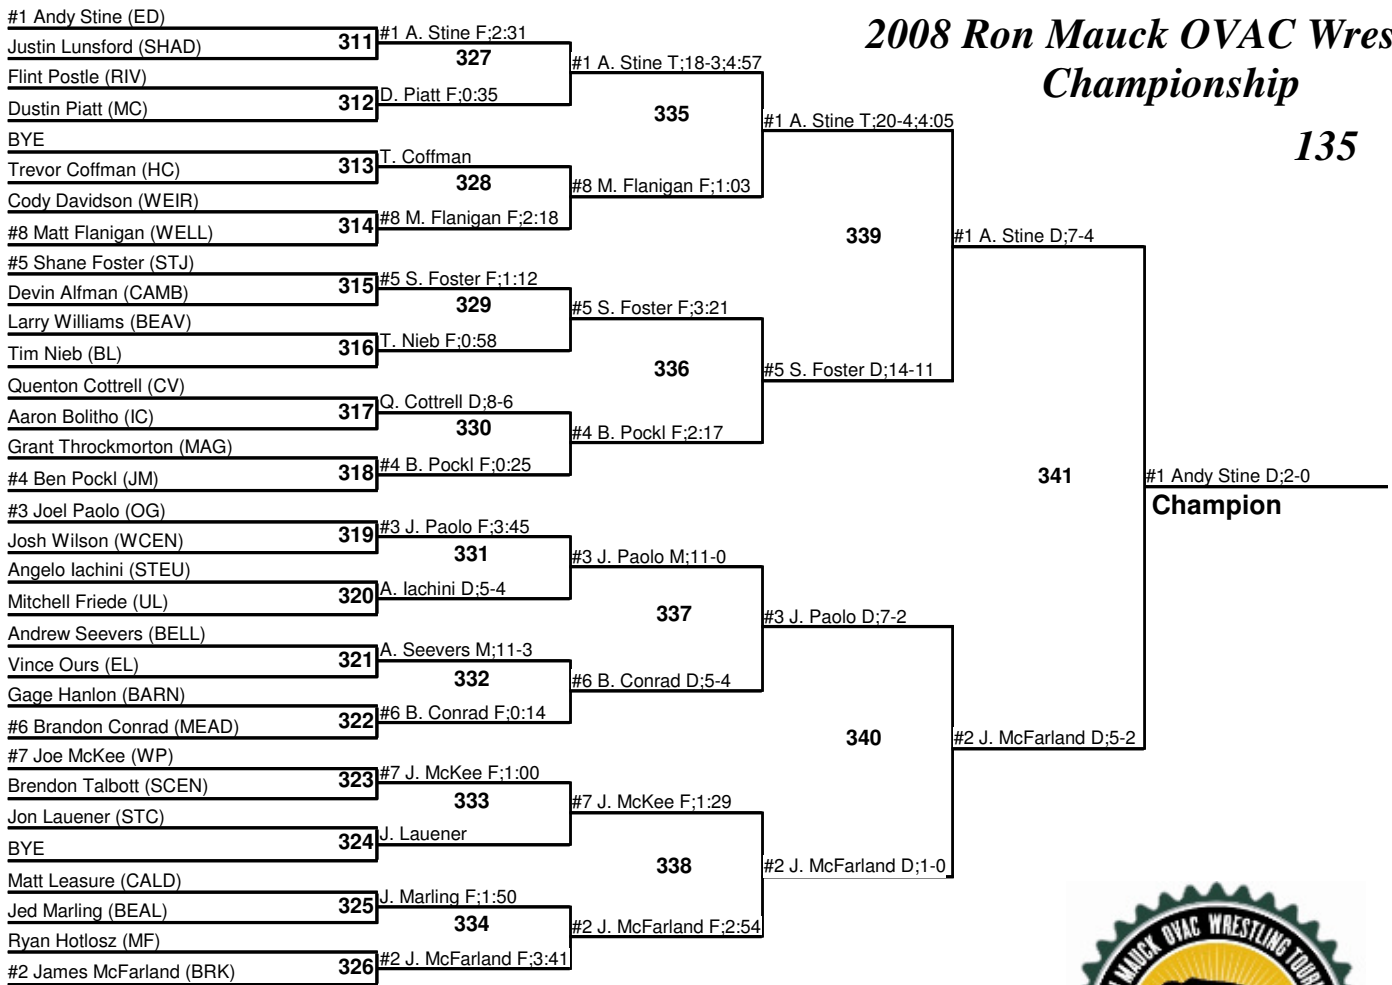 2008 Ron Mauck OVAC Wres
Championship
135
#1 Andy Stine (ED)
Justin Lunsford (SHAD)
Flint Postle (RIV)
Dustin Piatt (MC)
BYE
Trevor Coffman (HC)
Cody Davidson (WEIR)
#8 Matt Flanigan (WELL)
#5 Shane Foster (STJ)
Devin Alfman (CAMB)
Larry Williams (BEAV)
Tim Nieb (BL)
Quenton Cottrell (CV)
Aaron Bolitho (IC)
Grant Throckmorton (MAG)
#4 Ben Pockl (JM)
#3 Joel Paolo (OG)
Josh Wilson (WCEN)
Angelo Iachini (STEU)
Mitchell Friede (UL)
Andrew Seevers (BELL)
Vince Ours (EL)
Gage Hanlon (BARN)
#6 Brandon Conrad (MEAD)
#7 Joe McKee (WP)
Brendon Talbott (SCEN)
Jon Lauener (STC)
BYE
Matt Leasure (CALD)
Jed Marling (BEAL)
Ryan Hotlosz (MF)
#2 James McFarland (BRK)
311
312
313
314
315
316
317
318
319
320
321
322
323
324
325
326
#1 A. Stine F;2:31
327
D. Piatt F;0:35
T. Coffman
328
#8 M. Flanigan F;2:18
#5 S. Foster F;1:12
329
T. Nieb F;0:58
Q. Cottrell D;8-6
330
#4 B. Pockl F;0:25
#3 J. Paolo F;3:45
331
A. Iachini D;5-4
A. Seevers M;11-3
332
#6 B. Conrad F;0:14
#7 J. McKee F;1:00
333
J. Lauener
J. Marling F;1:50
334
#2 J. McFarland F;3:41
#1 A. Stine T;18-3;4:57
335
#8 M. Flanigan F;1:03
#5 S. Foster F;3:21
336
#4 B. Pockl F;2:17
#3 J. Paolo M;11-0
337
#6 B. Conrad D;5-4
#7 J. McKee F;1:29
338
#2 J. McFarland F;2:54
#1 A. Stine T;20-4;4:05
339
#5 S. Foster D;14-11
#3 J. Paolo D;7-2
340
#2 J. McFarland D;1-0
#1 A. Stine D;7-4
341
#2 J. McFarland D;5-2
#1 Andy Stine D;2-0
Champion
MAUCK OVAC WRESTLING TOUR